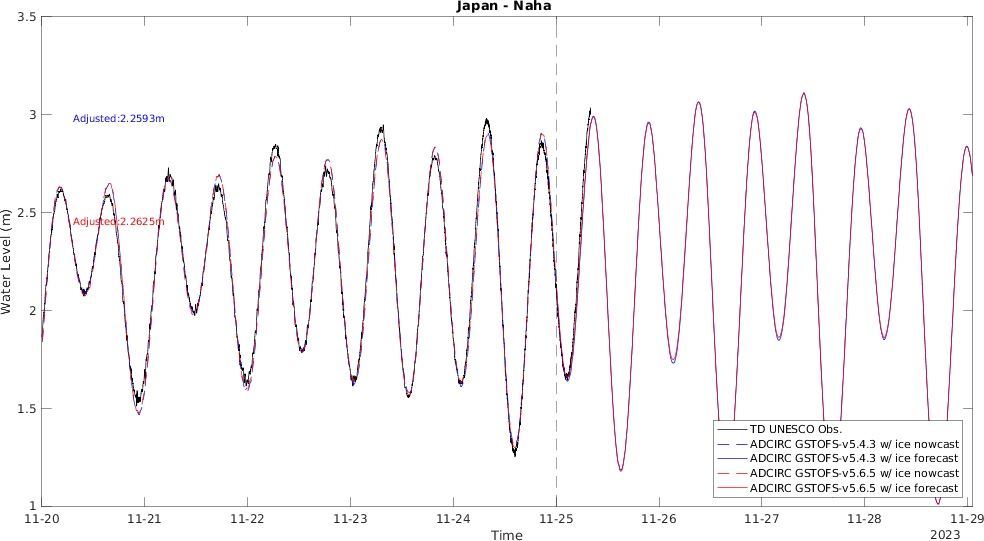 Japan - Naha
3.5
3
2.5
2
1.5
1
Water Level (m)
Adjusted:2.2593m
Adjusted:2.2625m
TD UNESCO Obs.
ADCIRC GSTOFS-v5.4.3 w/ ice nowcast
ADCIRC GSTOFS-v5.4.3 w/ ice forecast
ADCIRC GSTOFS-v5.6.5 w/ ice nowcast
ADCIRC GSTOFS-v5.6.5 w/ ice forecast
11-20 11-21 11-22 11-23 11-24 11-25 11-26 11-27 11-28 11-29
Time
2023